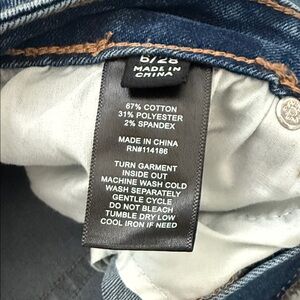 6/28
MADE IN
CHINA
67% COTTON
31% POLYESTER
2% SPANDEX
MADE IN CHINA
RN#114186
TURN GARMENT
INSIDE OUT
MACHINE WASH COLD
WASH SEPARATELY
GENTLE CYCLE
DO NOT BLEACH
TUMBLE DRY LOW
COOL IRON IF NEED